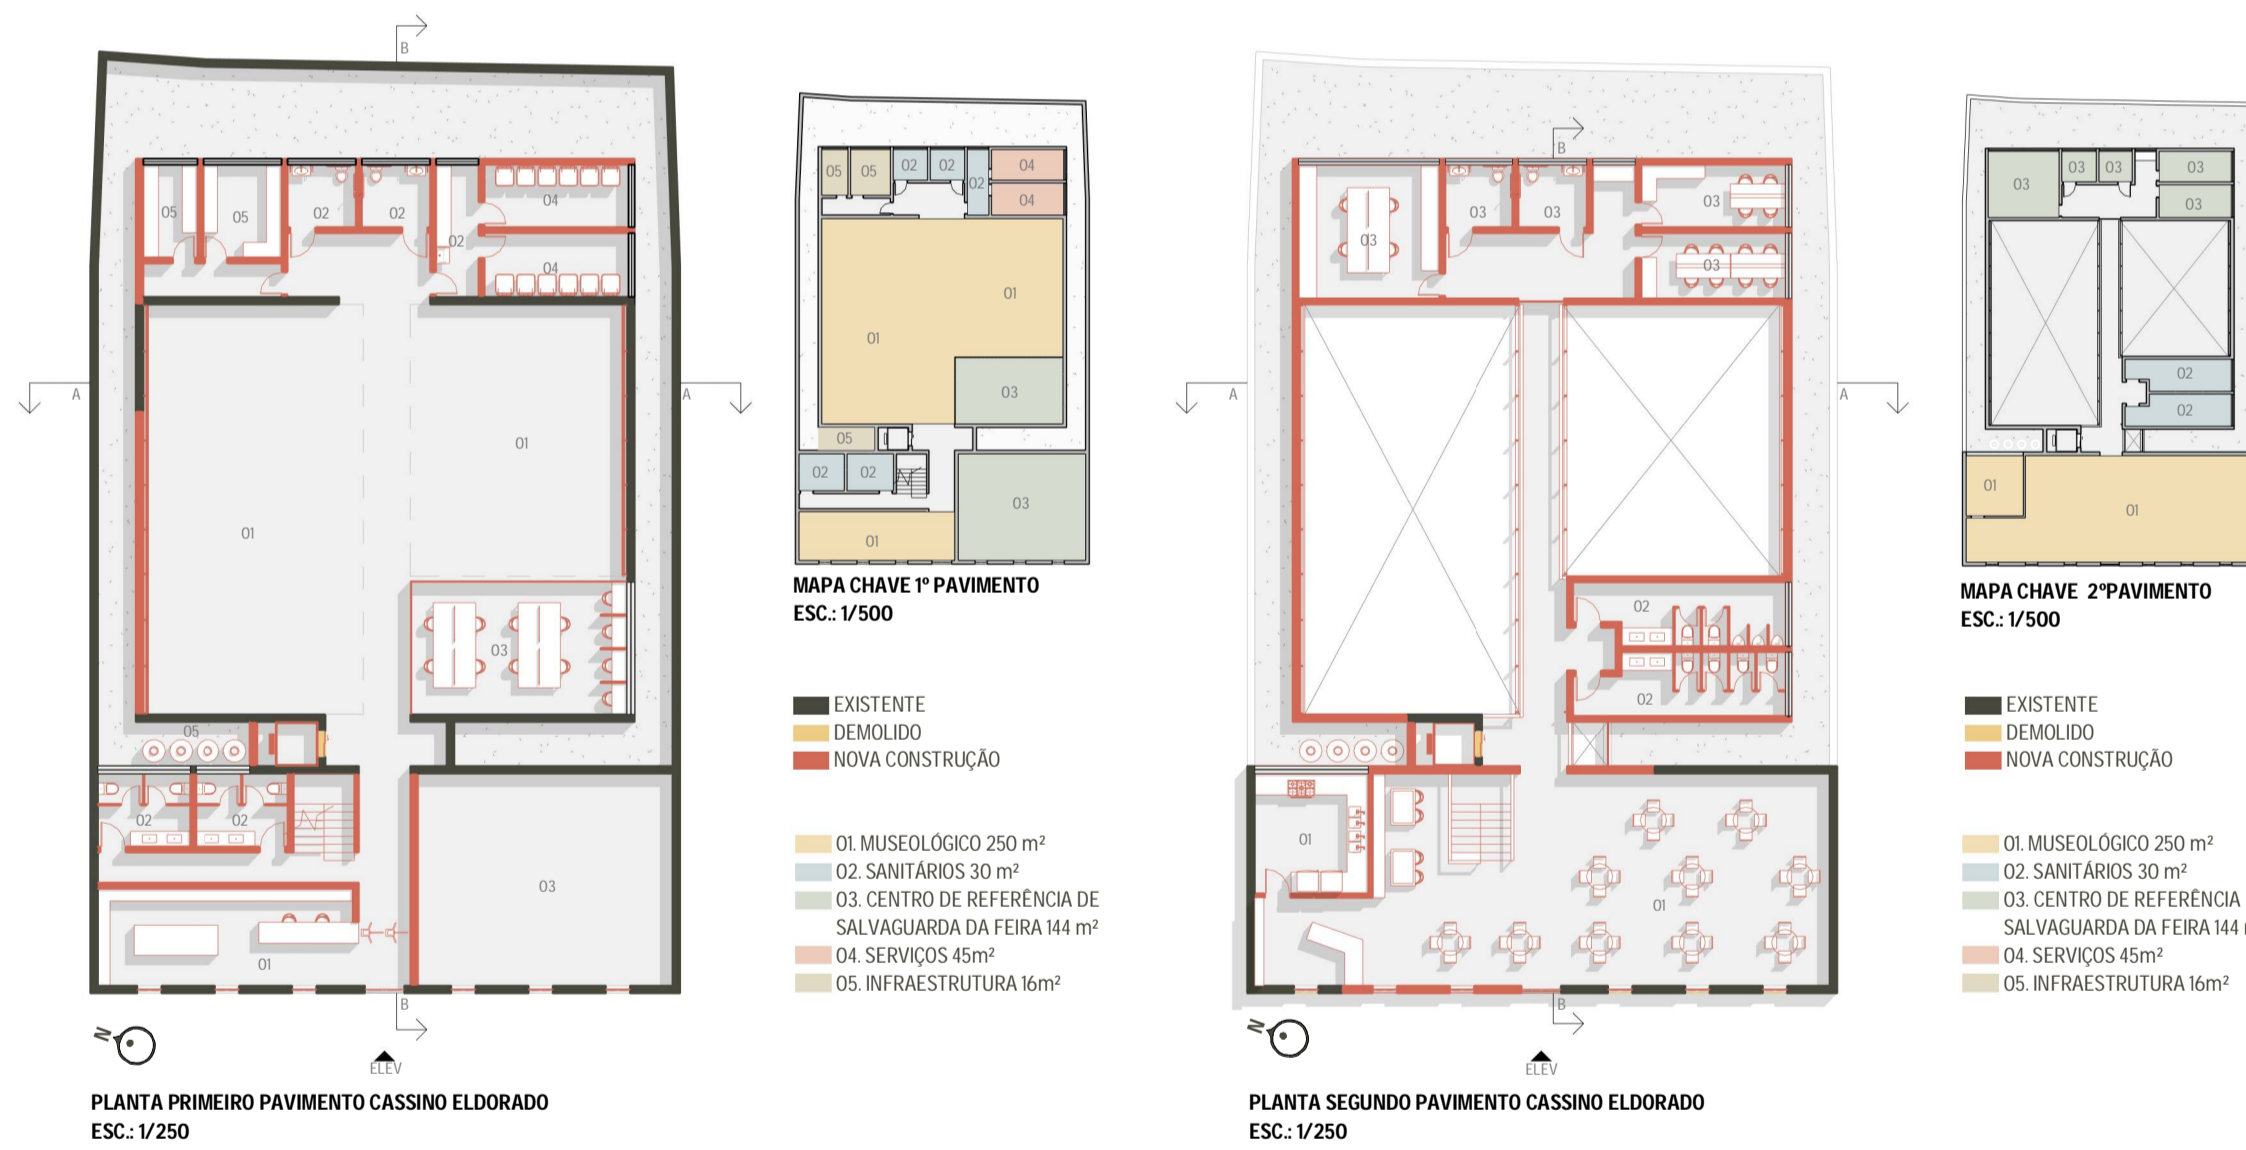 B
05
05
02
02
02
04
04
A
A
01
01
03
05
02
02
03
01
B
N
ELEV
PLANTA PRIMEIRO PAVIMENTO CASSINO ELDORADO
ESC.: 1/250
05
05
02
02
02
04
04
01
01
03
05
02
02
03
01
MAPA CHAVE 1º PAVIMENTO
ESC.: 1/500
EXISTENTE
DEMOLIDO
NOVA CONSTRUÇÃO
01. MUSEOLÓGICO 250 m²
02. SANITÁRIOS 30 m²
03. CENTRO DE REFERÊNCIA DE
SALVAGUARDA DA FEIRA 144 m²
04. SERVIÇOS 45m²
05. INFRAESTRUTURA 16m²
B
03
03
03
03
03
A
A
02
02
01
01
B
N
ELEV
PLANTA SEGUNDO PAVIMENTO CASSINO ELDORADO
ESC.: 1/250
03
03
03
03
03
02
02
01
01
MAPA CHAVE 2ºPAVIMENTO
ESC.: 1/500
EXISTENTE
DEMOLIDO
NOVA CONSTRUÇÃO
01. MUSEOLÓGICO 250 m²
02. SANITÁRIOS 30 m²
03. CENTRO DE REFERÊNCIA
SALVAGUARDA DA FEIRA 144
04. SERVIÇOS 45m²
05. INFRAESTRUTURA 16m²